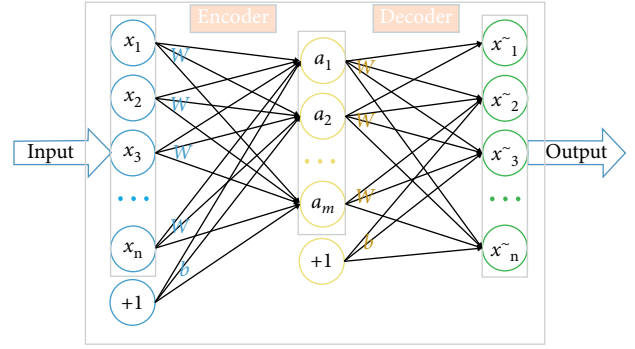 Encoder
Decoder
Input
x1
x2
x3
...
xn
+1
W
W
W
W
b
a1
a2
...
am
+1
W
W
W
b
x~1
x~2
x~3
...
x~n
Output